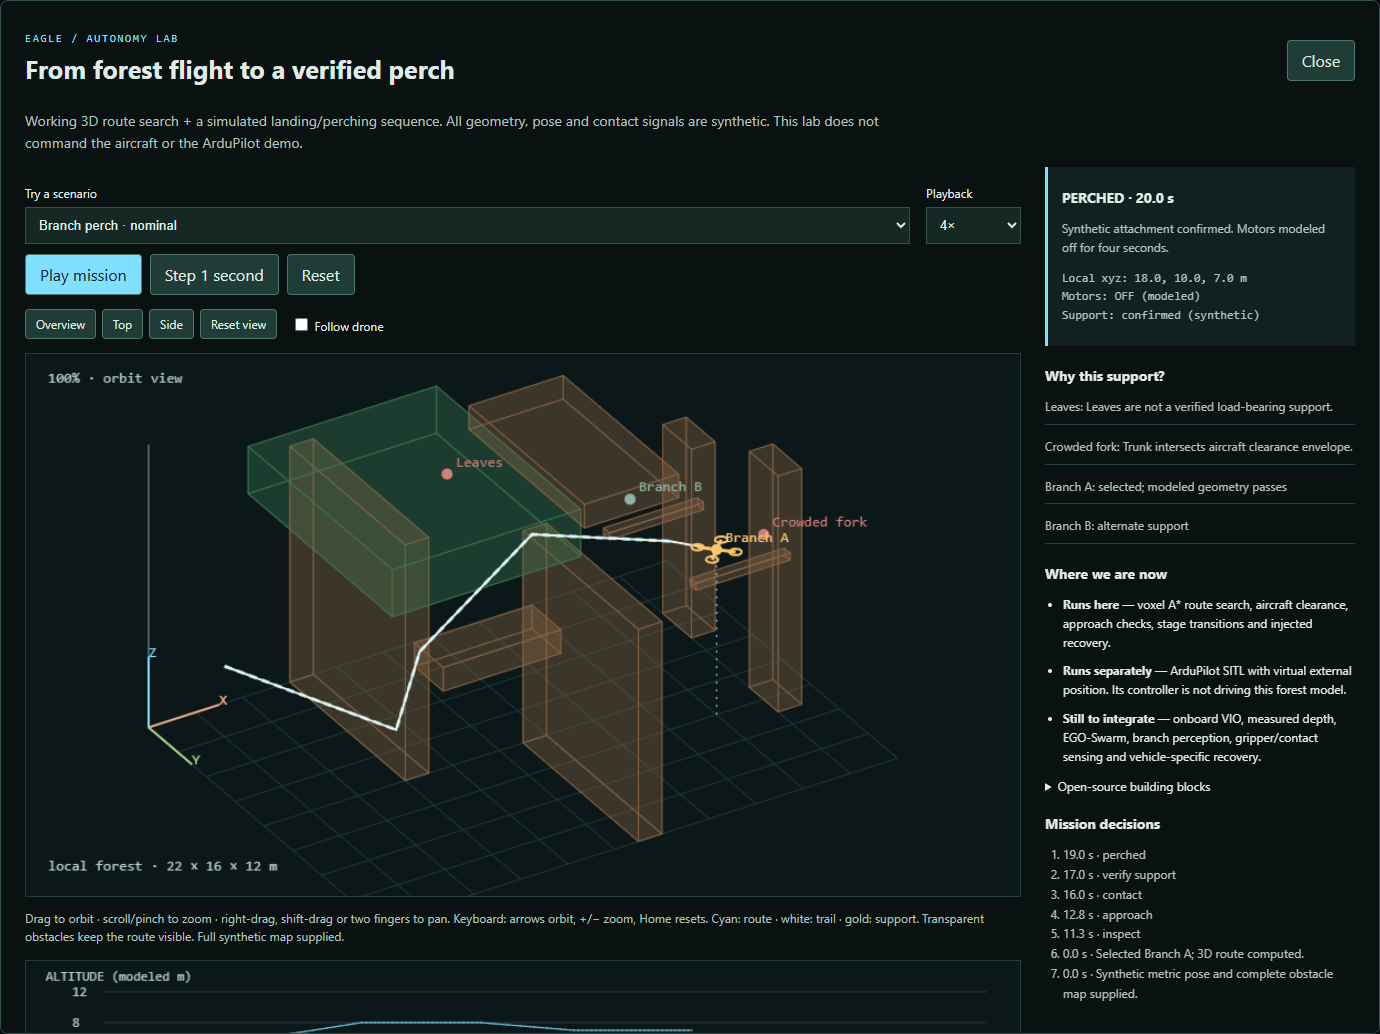 EAGLE / AUTONOMY LAB
From forest flight to a verified perch
Close
Working 3D route search + a simulated landing/perching sequence. All geometry, pose and contact signals are synthetic. This lab does not
command the aircraft or the ArduPilot demo.
Try a scenario
Playback
Branch perch · nominal
4×
Play mission
Step 1 second
Reset
Overview
Top
Side
Reset view
Follow drone
100% · orbit view
Leaves
Branch B
Crowded fork
Branch A
Z
X
Y
local forest · 22 × 16 × 12 m
Drag to orbit · scroll/pinch to zoom · right-drag, shift-drag or two fingers to pan. Keyboard: arrows orbit, +/− zoom, Home resets. Cyan: route · white: trail · gold: support. Transparent
obstacles keep the route visible. Full synthetic map supplied.
ALTITUDE (modeled m)
12
8
PERCHED · 20.0 s
Synthetic attachment confirmed. Motors modeled
off for four seconds.
Local xyz: 18.0, 10.0, 7.0 m
Motors: OFF (modeled)
Support: confirmed (synthetic)
Why this support?
Leaves: Leaves are not a verified load-bearing support.
Crowded fork: Trunk intersects aircraft clearance envelope.
Branch A: selected; modeled geometry passes
Branch B: alternate support
Where we are now
• Runs here — voxel A* route search, aircraft clearance,
approach checks, stage transitions and injected
recovery.
• Runs separately — ArduPilot SITL with virtual external
position. Its controller is not driving this forest model.
• Still to integrate — onboard VIO, measured depth,
EGO-Swarm, branch perception, gripper/contact
sensing and vehicle-specific recovery.
▶ Open-source building blocks
Mission decisions
1. 19.0 s · perched
2. 17.0 s · verify support
3. 16.0 s · contact
4. 12.8 s · approach
5. 11.3 s · inspect
6. 0.0 s · Selected Branch A; 3D route computed.
7. 0.0 s · Synthetic metric pose and complete obstacle
map supplied.